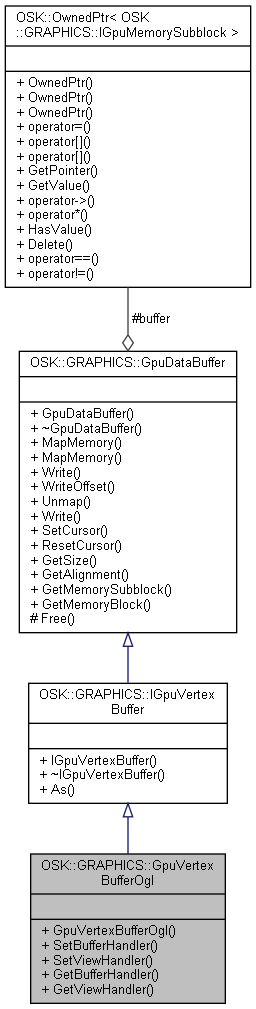 OSK::OwnedPtr< OSK
::GRAPHICS::IGpuMemorySubblock >
+ OwnedPtr()
+ OwnedPtr()
+ OwnedPtr()
+ operator=()
+ operator[]()
+ operator[]()
+ GetPointer()
+ GetValue()
+ operator->()
+ operator*()
+ HasValue()
+ Delete()
+ operator==()
+ operator!=()
#buffer
OSK::GRAPHICS::GpuDataBuffer
+ GpuDataBuffer()
+ ~GpuDataBuffer()
+ MapMemory()
+ MapMemory()
+ Write()
+ WriteOffset()
+ Unmap()
+ Write()
+ SetCursor()
+ ResetCursor()
+ GetSize()
+ GetAlignment()
+ GetMemorySubblock()
+ GetMemoryBlock()
# Free()
OSK::GRAPHICS::IGpuVertex
Buffer
+ IGpuVertexBuffer()
+ ~IGpuVertexBuffer()
+ As()
OSK::GRAPHICS::GpuVertex
BufferOgl
+ GpuVertexBufferOgl()
+ SetBufferHandler()
+ SetViewHandler()
+ GetBufferHandler()
+ GetViewHandler()